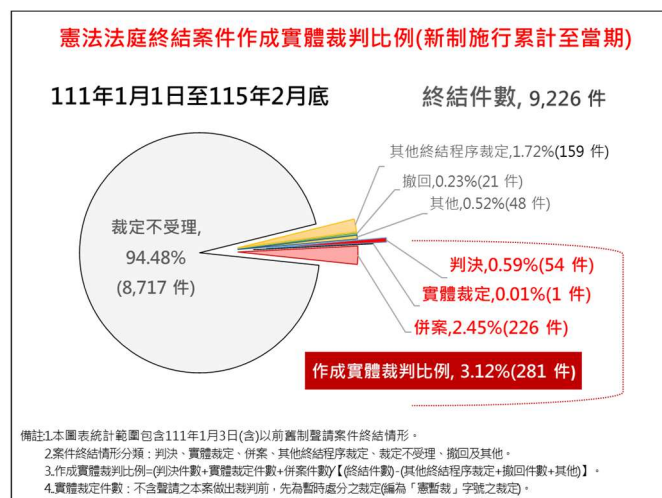 憲法法庭終結案件作成實體裁判比例(新制施行累計至當期)
111年1月1日至115年2月底
終結件數, 9,226 件
其他終結程序裁定,1.72%(159 件)
撤回,0.23%(21 件)
其他,0.52%(48 件)
裁定不受理,
94.48%
(8,717 件)
判決,0.59%(54 件)
實體裁定,0.01%(1 件)
併案,2.45%(226 件)
作成實體裁判比例, 3.12%(281 件)
備註:1.本圖表統計範圍包含111年1月3日(含)以前舊制聲請案件終結情形。
2.案件終結情形分類:判決、實體裁定、併案、其他終結程序裁定、裁定不受理、撤回及其他。
3.作成實體裁判比例=(判決件數+實體裁定件數+併案件數)/【(終結件數)-(其他終結程序裁定+撤回件數+其他)】。
4.實體裁定件數:不含聲請之本案做出裁判前,先為暫時處分之裁定(編為「憲暫裁」字號之裁定)。